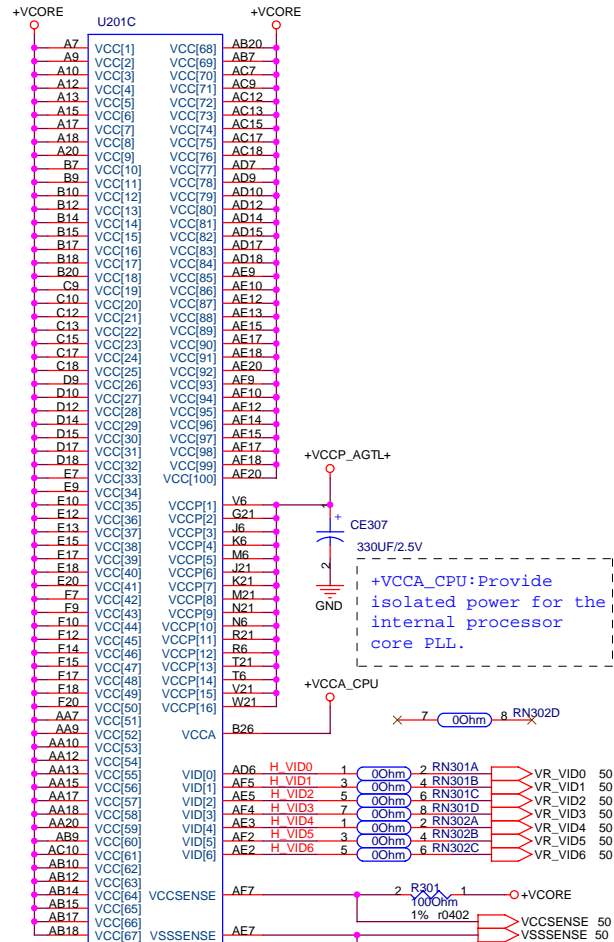 +VCORE +VCORE
U201C
A7 VCC[1] VCC[68] AB20
A9 VCC[2] VCC[69] AB7
A10 VCC[3] VCC[70] AC7
A12 VCC[4] VCC[71] AC9
A13 VCC[5] VCC[72] AC12
A15 VCC[6] VCC[73] AC13
A17 VCC[7] VCC[74] AC15
A18 VCC[8] VCC[75] AC17
A20 VCC[9] VCC[76] AC18
B7 VCC[10] VCC[77] AD7
B9 VCC[11] VCC[78] AD9
B10 VCC[12] VCC[79] AD10
B12 VCC[13] VCC[80] AD12
B14 VCC[14] VCC[81] AD14
B15 VCC[15] VCC[82] AD15
B17 VCC[16] VCC[83] AD17
B18 VCC[17] VCC[84] AD18
B20 VCC[18] VCC[85] AE9
C9 VCC[19] VCC[86] AE10
C10 VCC[20] VCC[87] AE12
C12 VCC[21] VCC[88] AE13
C13 VCC[22] VCC[89] AE15
C15 VCC[23] VCC[90] AE17
C17 VCC[24] VCC[91] AE18
C18 VCC[25] VCC[92] AE20
D9 VCC[26] VCC[93] AF9
D10 VCC[27] VCC[94] AF10
D12 VCC[28] VCC[95] AF12
D14 VCC[29] VCC[96] AF14
D15 VCC[30] VCC[97] AF15
D17 VCC[31] VCC[98] AF17
D18 VCC[32] VCC[99] AF18
E7 VCC[33] VCC[100] AF20
E9 VCC[34]
E10 VCC[35] VCCP[1] V6
E12 VCC[36] VCCP[2] G21
E13 VCC[37] VCCP[3] J6
E15 VCC[38] VCCP[4] K6
E17 VCC[39] VCCP[5] M6
E18 VCC[40] VCCP[6] J21
E20 VCC[41] VCCP[7] K21
F7 VCC[42] VCCP[8] M21
F9 VCC[43] VCCP[9] N21
F10 VCC[44] VCCP[10] N6
F12 VCC[45] VCCP[11] R21
F14 VCC[46] VCCP[12] R6
F15 VCC[47] VCCP[13] T21
F17 VCC[48] VCCP[14] T6
F18 VCC[49] VCCP[15] V21
F20 VCC[50] VCCP[16] W21
AA7 VCC[51]
AA9 VCC[52] VCCA B26
AA10 VCC[53]
AA12 VCC[54]
AA13 VCC[55] VID[0] AD6 H_VID0 1 0Ohm 2 RN301A VR_VID0 50
AA15 VCC[56] VID[1] AF5 H_VID1 3 0Ohm 4 RN301B VR_VID1 50
AA17 VCC[57] VID[2] AE5 H_VID2 5 0Ohm 6 RN301C VR_VID2 50
AA18 VCC[58] VID[3] AF4 H_VID3 7 0Ohm 8 RN301D VR_VID3 50
AA20 VCC[59] VID[4] AE3 H_VID4 1 0Ohm 2 RN302A VR_VID4 50
AB9 VCC[60] VID[5] AF2 H_VID5 3 0Ohm 4 RN302B VR_VID5 50
AC10 VCC[61] VID[6] AE2 H_VID6 5 0Ohm 6 RN302C VR_VID6 50
AB10 VCC[62]
AB12 VCC[63]
AB14 VCC[64] VCCSENSE AF7 2 R301 1 +VCORE
AB15 VCC[65] 100Ohm
AB17 VCC[66] 1% r0402 VCCSENSE 50
AB18 VCC[67] VSSSENSE AE7 VSSSENSE 50
+VCCP_AGTL+
1
+
CE307
330UF/2.5V
2
GND
+VCCA_CPU:Provide
isolated power for the
internal processor
core PLL.
+VCCA_CPU
7 0Ohm 8 RN302D